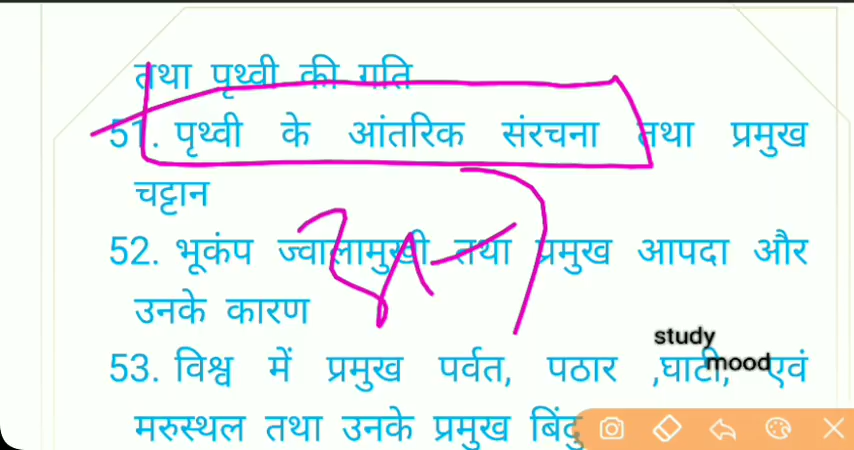 तथा पृथ्वी की गति
51. पृथ्वी के आंतरिक संरचना तथा प्रमुख
चट्टान
52. भूकंप ज्वालामुखी तथा प्रमुख आपदा और
उनके कारण
53. विश्व में प्रमुख पर्वत, पठार ,घाटी, एवं
मरुस्थल तथा उनके प्रमुख
study
mood